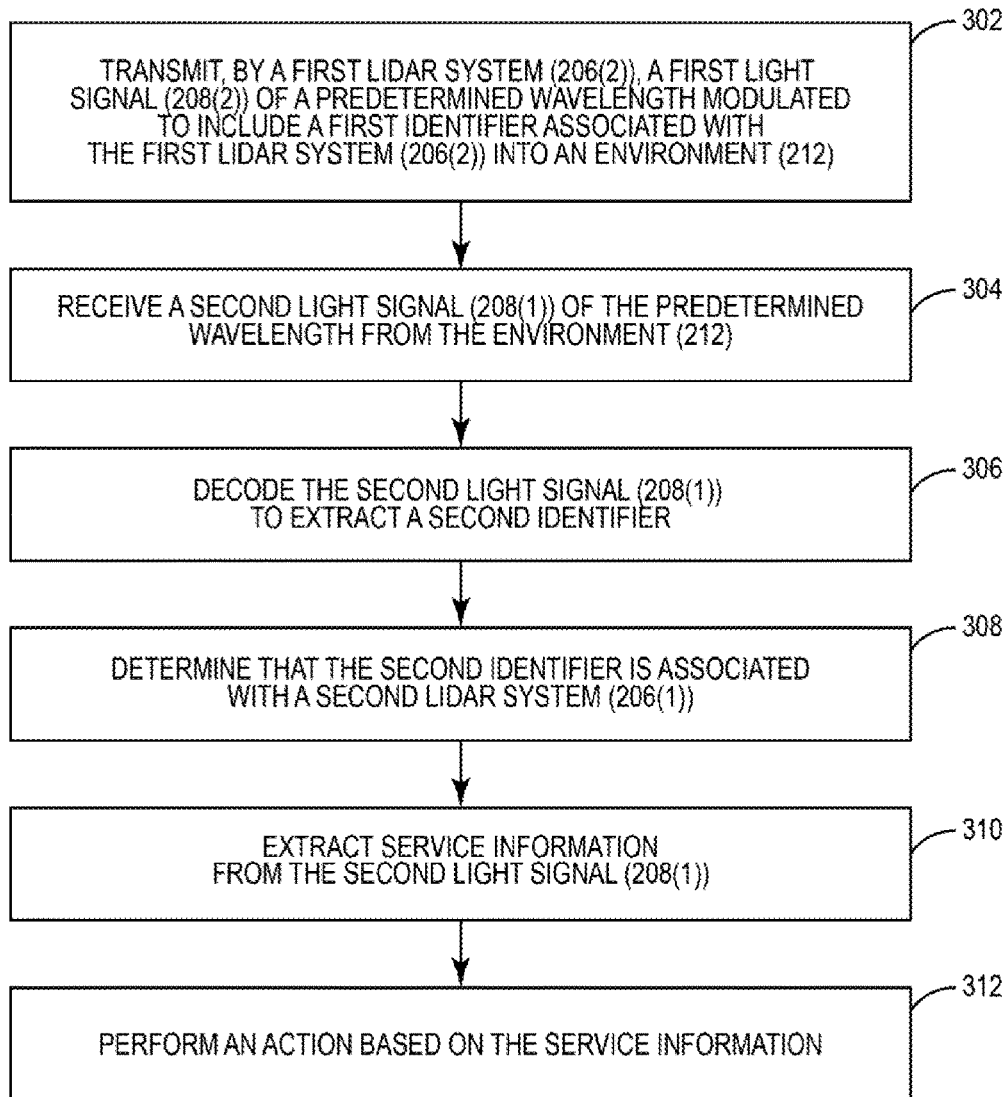 302
TRANSMIT, BY A FIRST LIDAR SYSTEM (206(2)), A FIRST LIGHT
SIGNAL (208(2)) OF A PREDETERMINED WAVELENGTH MODULATED
TO INCLUDE A FIRST IDENTIFIER ASSOCIATED WITH
THE FIRST LIDAR SYSTEM (206(2)) INTO AN ENVIRONMENT (212)
304
RECEIVE A SECOND LIGHT SIGNAL (208(1)) OF THE PREDETERMINED
WAVELENGTH FROM THE ENVIRONMENT (212)
306
DECODE THE SECOND LIGHT SIGNAL (208(1))
TO EXTRACT A SECOND IDENTIFIER
308
DETERMINE THAT THE SECOND IDENTIFIER IS ASSOCIATED
WITH A SECOND LIDAR SYSTEM (206(1))
310
EXTRACT SERVICE INFORMATION
FROM THE SECOND LIGHT SIGNAL (208(1))
312
PERFORM AN ACTION BASED ON THE SERVICE INFORMATION